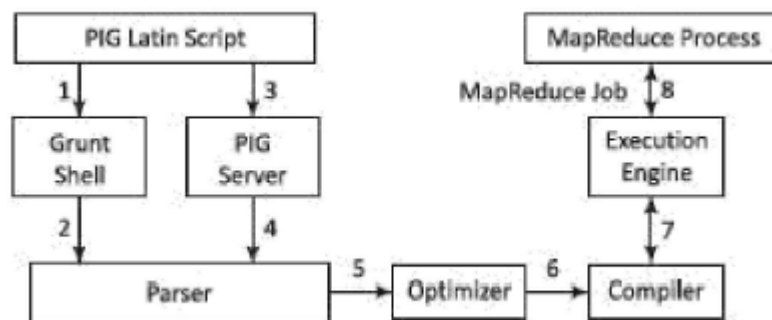 PIG Latin Script
MapReduce Process
1
3
MapReduce Job
8
Grunt
Shell
PIG
Server
Execution
Engine
2
4
7
Parser
5
Optimizer
6
Compiler